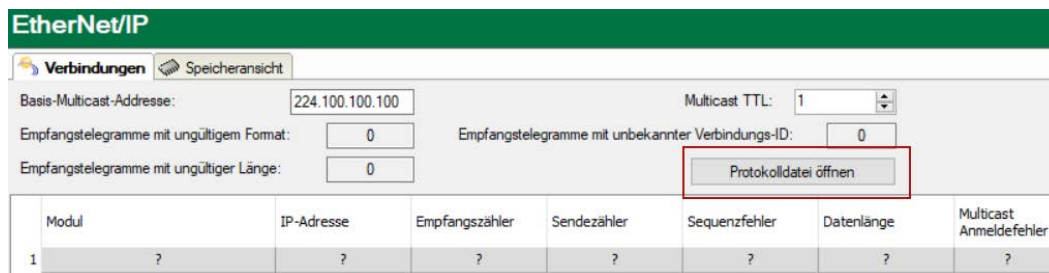 EtherNet/IP
Verbindungen Speicheransicht
Basis-Multicast-Addresse: 224.100.100.100 Multicast TTL: 1
Empfangstelegramme mit ungültigem Format: 0 Empfangstelegramme mit unbekannter Verbindungs-ID: 0
Empfangstelegramme mit ungültiger Länge: 0 Protokolldatei öffnen
Modul IP-Adresse Empfangszähler Sendezähler Sequenzfehler Datenlänge Multicast Anmeldefehler
1 ? ? ? ? ? ? ?